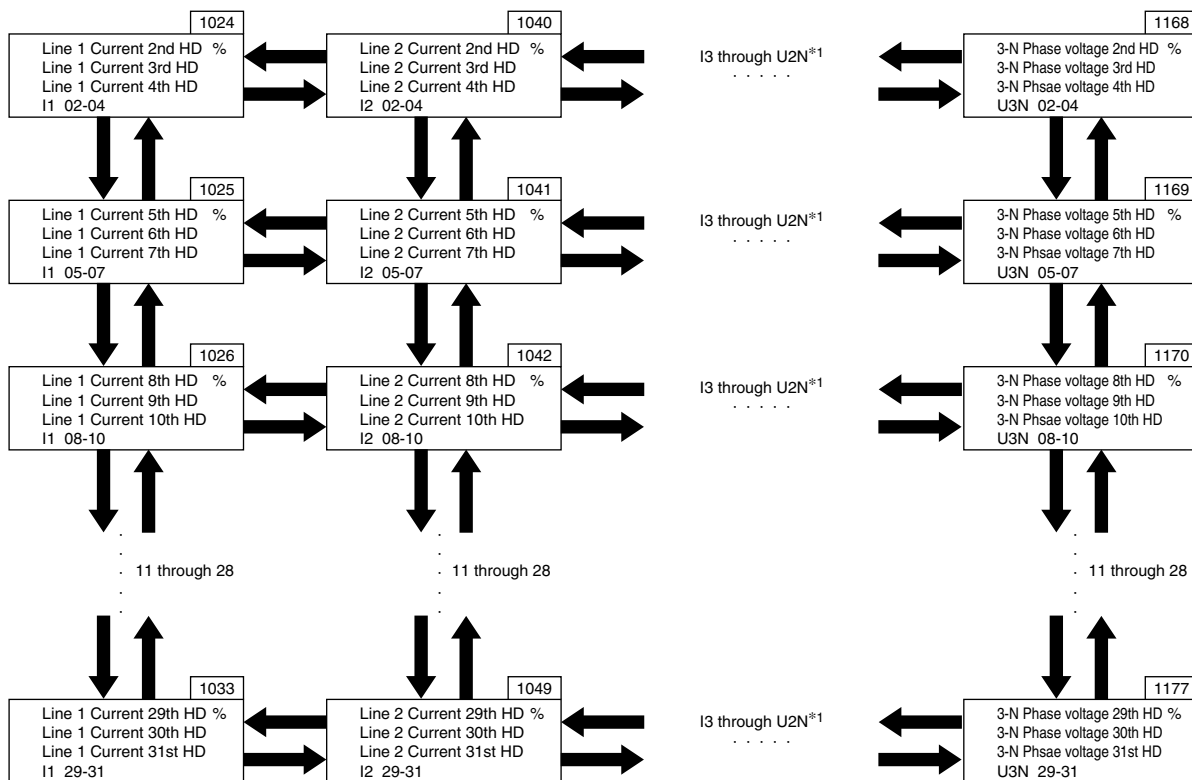 1024
Line 1 Current 2nd HD %
Line 1 Current 3rd HD
Line 1 Current 4th HD
I1 02-04
1040
Line 2 Current 2nd HD %
Line 2 Current 3rd HD
Line 2 Current 4th HD
I2 02-04
I3 through U2N*1
. . . . .
1168
3-N Phase voltage 2nd HD %
3-N Phase voltage 3rd HD
3-N Phsae voltage 4th HD
U3N 02-04
1025
Line 1 Current 5th HD %
Line 1 Current 6th HD
Line 1 Current 7th HD
I1 05-07
1041
Line 2 Current 5th HD %
Line 2 Current 6th HD
Line 2 Current 7th HD
I2 05-07
I3 through U2N*1
. . . . .
1169
3-N Phase voltage 5th HD %
3-N Phase voltage 6th HD
3-N Phsae voltage 7th HD
U3N 05-07
1026
Line 1 Current 8th HD %
Line 1 Current 9th HD
Line 1 Current 10th HD
I1 08-10
1042
Line 2 Current 8th HD %
Line 2 Current 9th HD
Line 2 Current 10th HD
I2 08-10
I3 through U2N*1
. . . . .
1170
3-N Phase voltage 8th HD %
3-N Phase voltage 9th HD
3-N Phsae voltage 10th HD
U3N 08-10
11 through 28
11 through 28
11 through 28
1033
Line 1 Current 29th HD %
Line 1 Current 30th HD
Line 1 Current 31st HD
I1 29-31
1049
Line 2 Current 29th HD %
Line 2 Current 30th HD
Line 2 Current 31st HD
I2 29-31
I3 through U2N*1
. . . . .
1177
3-N Phase voltage 29th HD %
3-N Phase voltage 30th HD
3-N Phsae voltage 31st HD
U3N 29-31